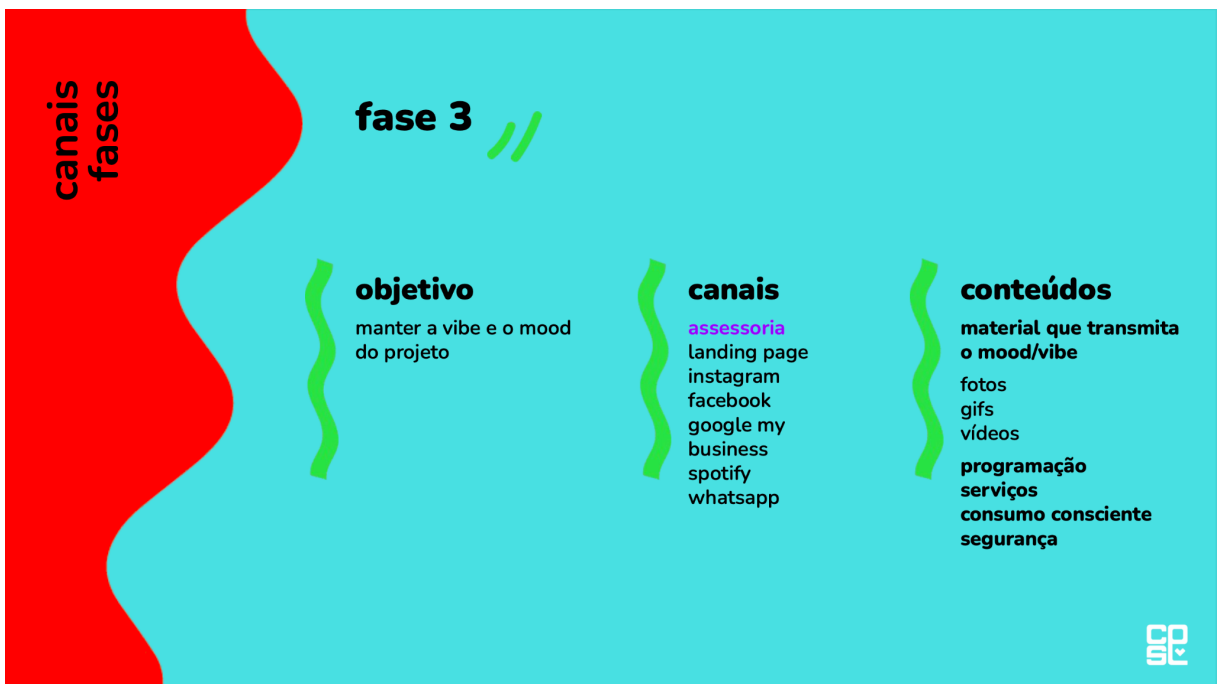 canais
fases
fase 3
objetivo
manter a vibe e o mood
do projeto
canais
assessoria
landing page
instagram
facebook
google my
business
spotify
whatsapp
conteúdos
material que transmita
o mood/vibe
fotos
gifs
vídeos
programação
serviços
consumo consciente
segurança